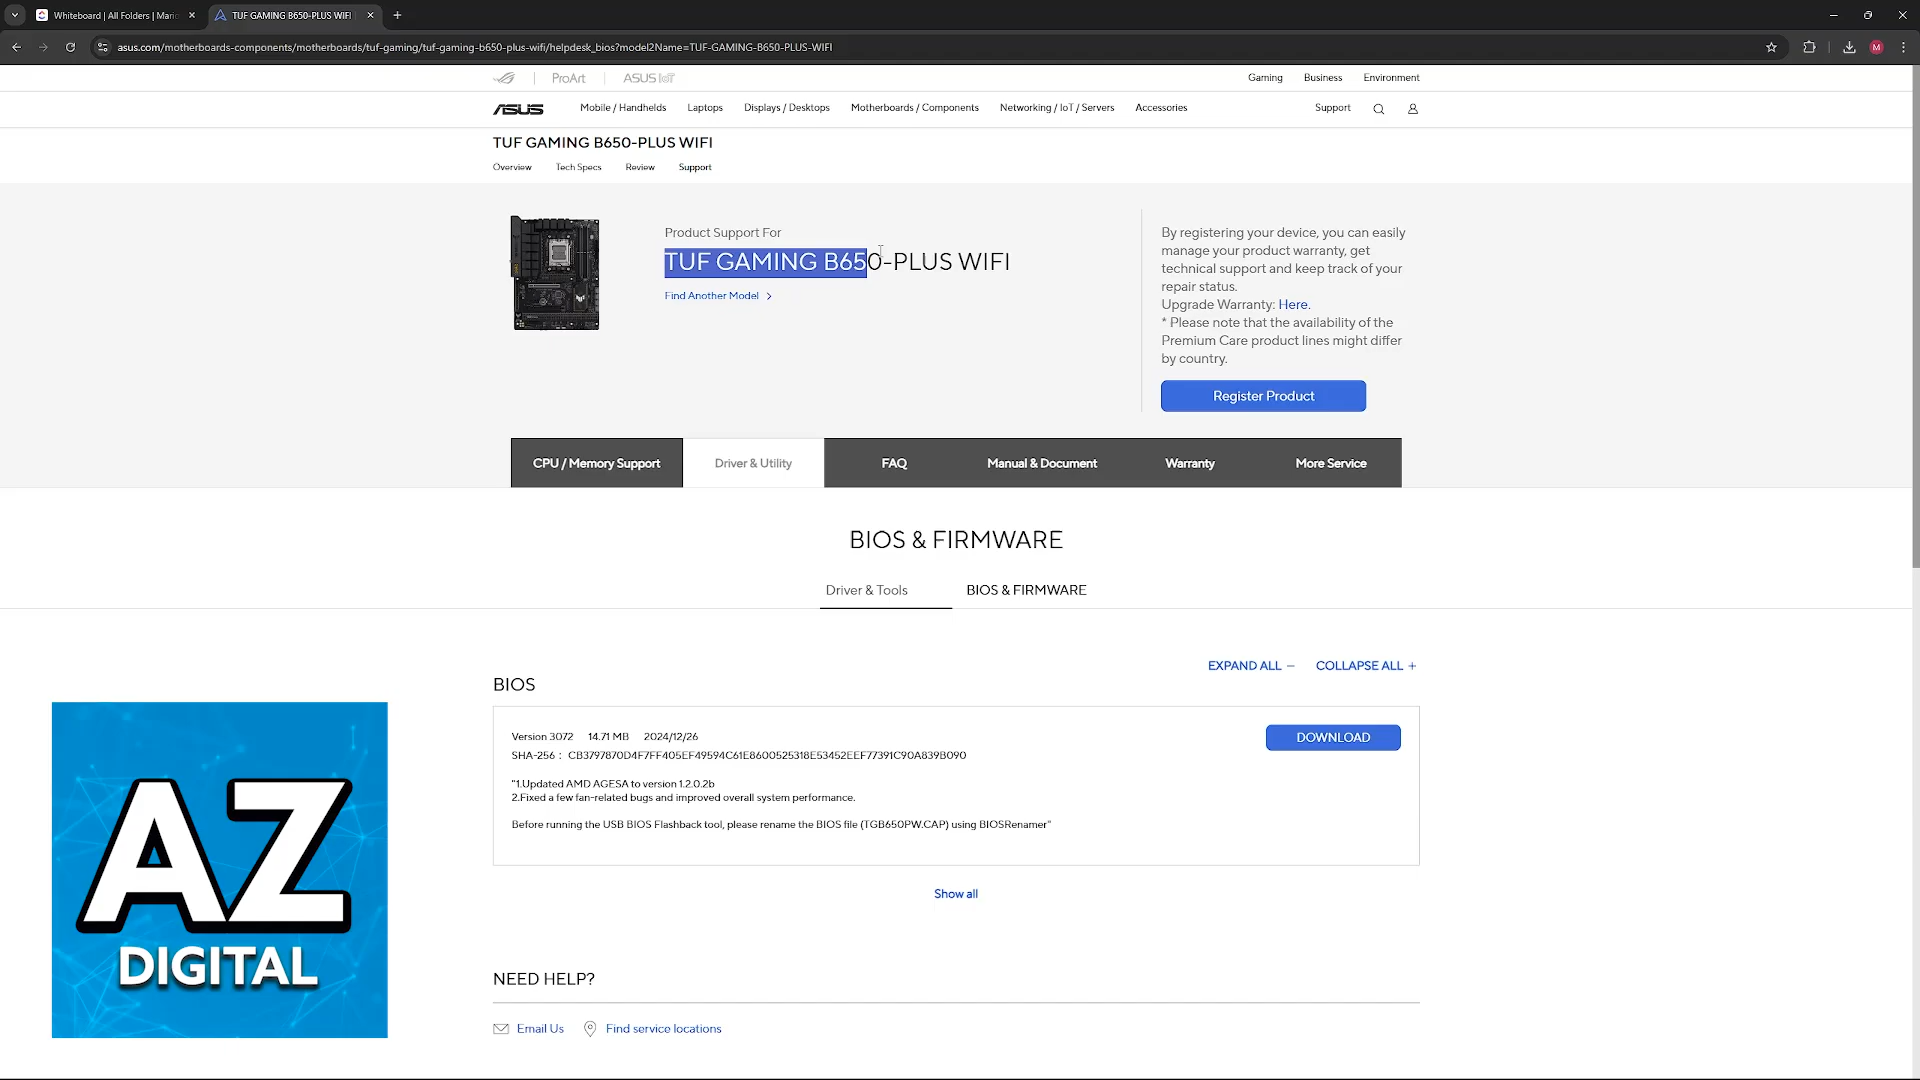 Whiteboard | All Folders | Mari
TUF GAMING B650-PLUS WIFI
asus.com/motherboards-components/motherboards/tuf-gaming/tuf-gaming-b650-plus-wifi/helpdesk_bios?model2Name=TUF-GAMING-B650-PLUS-WIFI
M
ProArt
ASUS IoT
Gaming
Business
Environment
ASUS
Mobile / Handhelds
Laptops
Displays / Desktops
Motherboards / Components
Networking / IoT / Servers
Accessories
Support
TUF GAMING B650-PLUS WIFI
Overview
Tech Specs
Review
Support
Product Support For
TUF GAMING B650-PLUS WIFI
Find Another Model
By registering your device, you can easily
manage your product warranty, get
technical support and keep track of your
repair status.
Upgrade Warranty: Here.
* Please note that the availability of the
Premium Care product lines might differ
by country.
Register Product
CPU / Memory Support
Driver & Utility
FAQ
Manual & Document
Warranty
More Service
BIOS & FIRMWARE
Driver & Tools
BIOS & FIRMWARE
EXPAND ALL −
COLLAPSE ALL +
BIOS
Version 3072 14.71 MB 2024/12/26
SHA-256 : CB3797870D4F7FF405EF49594C61E8600525318E53452EEF77391C90A839B090
DOWNLOAD
"1.Updated AMD AGESA to version 1.2.0.2b
2.Fixed a few fan-related bugs and improved overall system performance.
Before running the USB BIOS Flashback tool, please rename the BIOS file (TGB650PW.CAP) using BIOSRenamer"
Show all
AZ
DIGITAL
NEED HELP?
Email Us
Find service locations